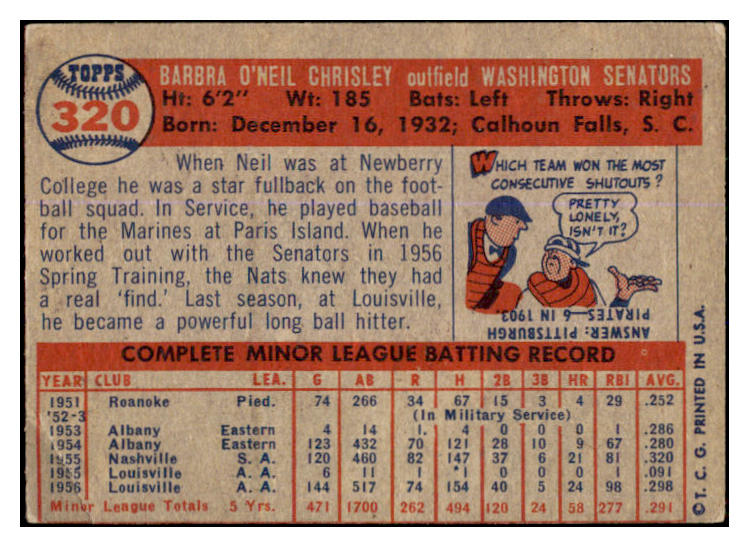 TOPPS
320
BARBRA O'NEIL CHRISLEY outfield WASHINGTON SENATORS
Ht: 6'2" Wt: 185 Bats: Left Throws: Right
Born: December 16, 1932; Calhoun Falls, S. C.
When Neil was at Newberry
College he was a star fullback on the foot-
ball squad. In Service, he played baseball
for the Marines at Paris Island. When he
worked out with the Senators in 1956
Spring Training, the Nats knew they had
a real 'find.' Last season, at Louisville,
he became a powerful long ball hitter.
WHICH TEAM WON THE MOST
CONSECUTIVE SHUTOUTS?
PRETTY
LONELY,
ISN'T IT?
ANSWER: PITTSBURGH
PIRATES—6 IN 1903.
COMPLETE MINOR LEAGUE BATTING RECORD
YEAR CLUB LEA. G AB R H 2B 3B HR RBI AVG.
1951 Roanoke Pied. 74 266 34 67 15 3 4 29 .252
'52-3 (In Military Service)
1953 Albany Eastern 4 14 1 4 0 0 0 1 .286
1954 Albany Eastern 123 432 70 121 28 10 9 67 .280
1955 Nashville S. A. 120 460 82 147 37 6 21 81 .320
1955 Louisville A. A. 6 11 1 1 0 0 0 1 .091
1956 Louisville A. A. 144 517 74 154 40 5 24 98 .298
Minor League Totals 5 Yrs. 471 1700 262 494 120 24 58 277 .291
© T. C. G. PRINTED IN U.S.A.